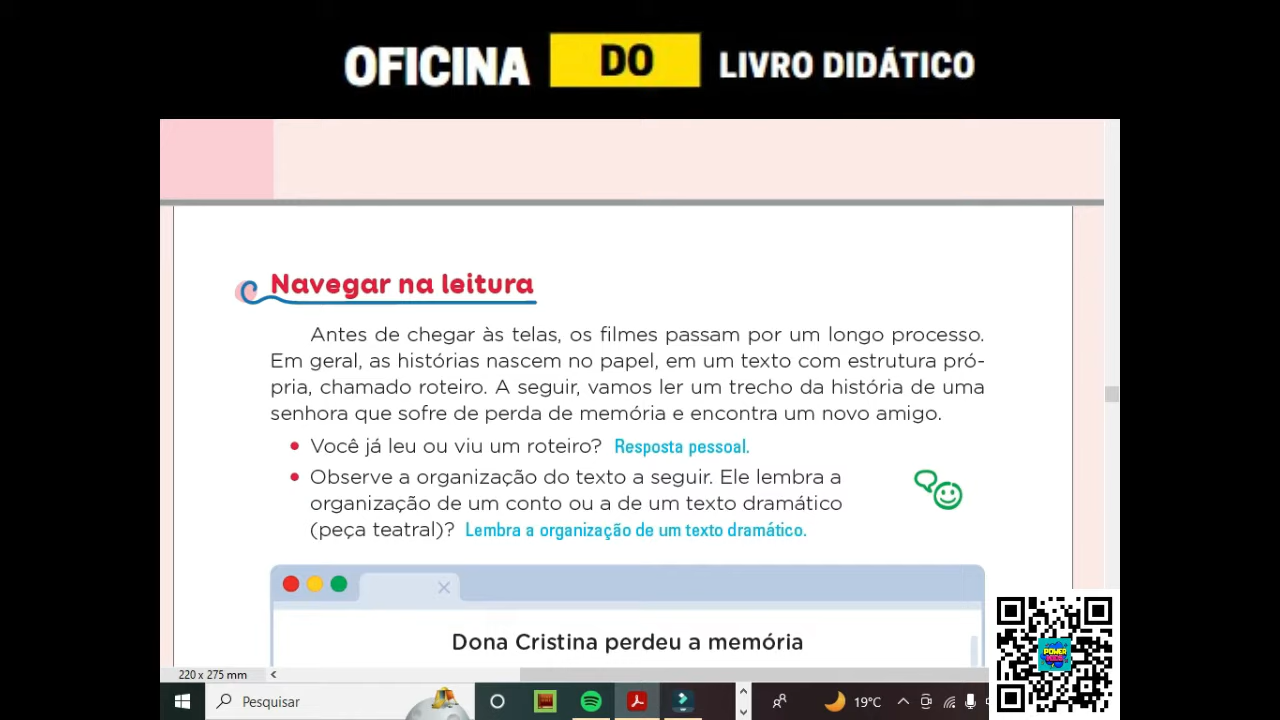 OFICINA DO LIVRO DIDÁTICO
Navegar na leitura
Antes de chegar às telas, os filmes passam por um longo processo.
Em geral, as histórias nascem no papel, em um texto com estrutura pró-
pria, chamado roteiro. A seguir, vamos ler um trecho da história de uma
senhora que sofre de perda de memória e encontra um novo amigo.
• Você já leu ou viu um roteiro? Resposta pessoal.
• Observe a organização do texto a seguir. Ele lembra a
organização de um conto ou a de um texto dramático
(peça teatral)? Lembra a organização de um texto dramático.
Dona Cristina perdeu a memória
POWER
KIDS
220 x 275 mm
Pesquisar
19°C